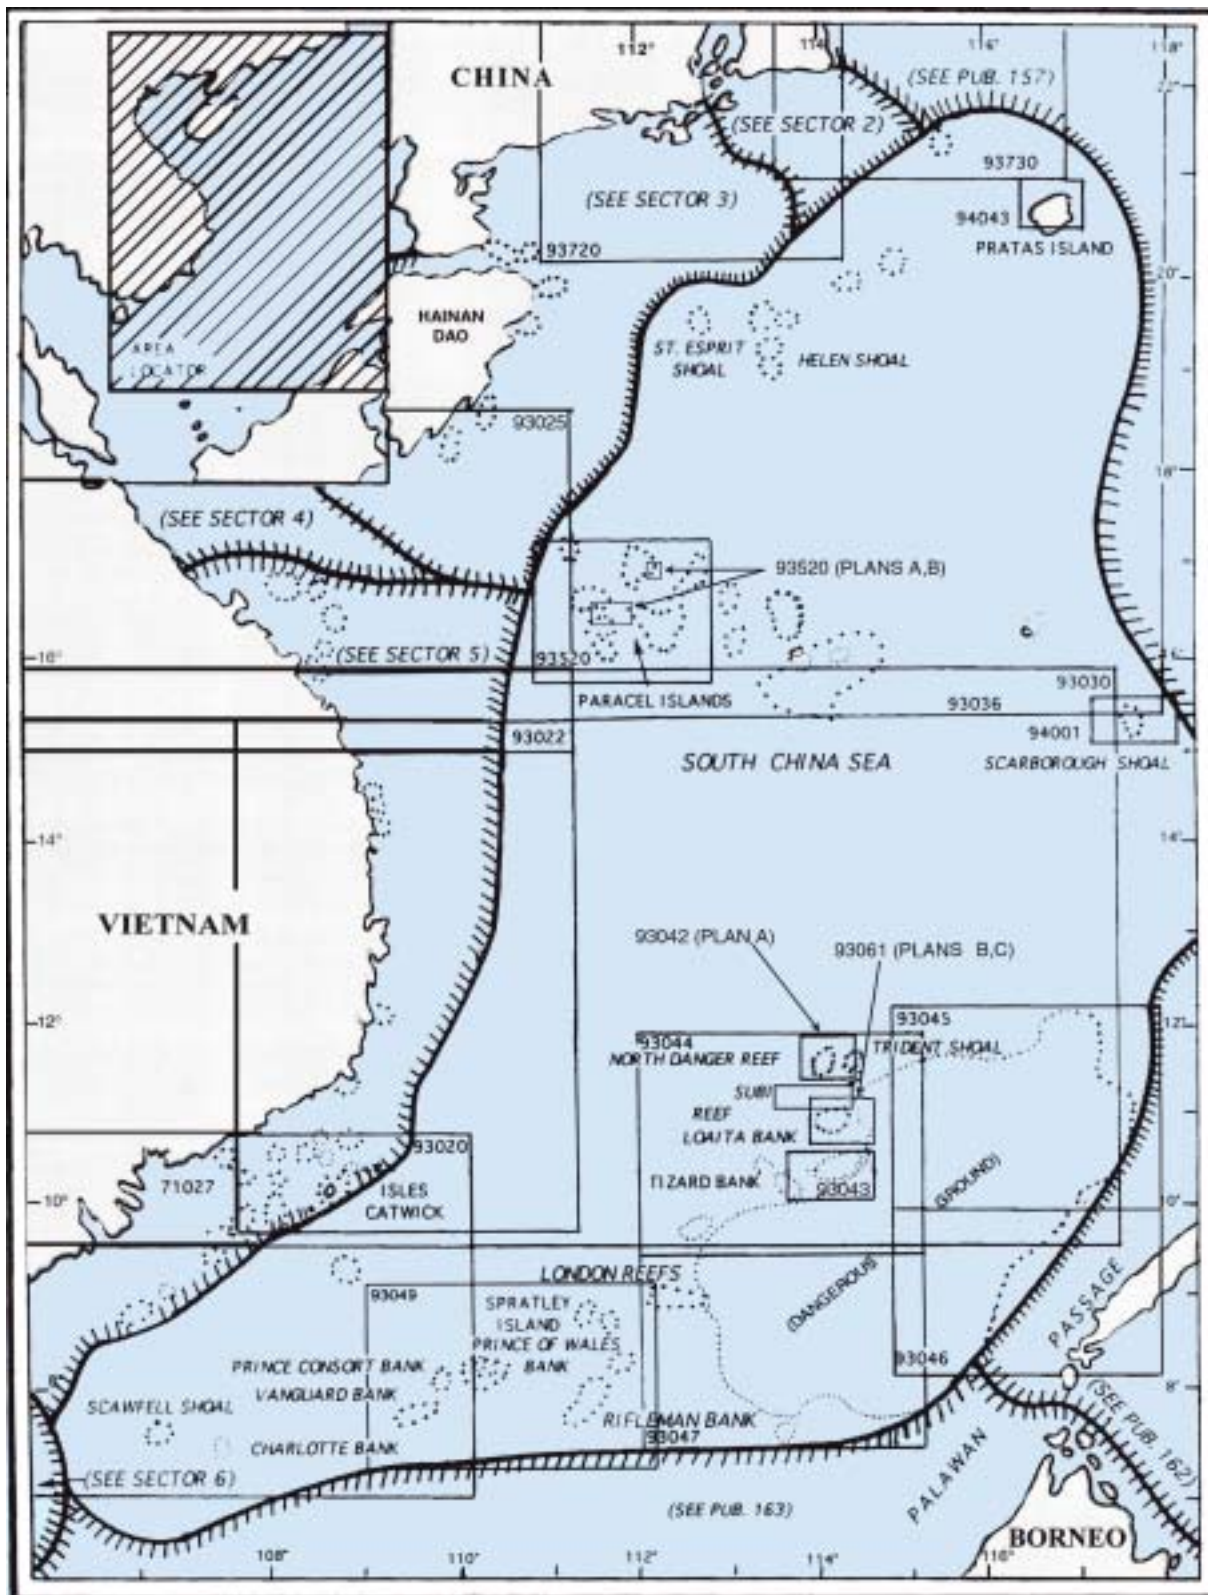 112°
114°
116°
118°
CHINA
(SEE PUB. 157)
22°
(SEE SECTOR 2)
93730
(SEE SECTOR 3)
94043
PRATAS ISLAND
93720
20°
HAINAN
DAO
ST. ESPRIT
SHOAL
HELEN SHOAL
AREA
LOCATOR
93025
18°
(SEE SECTOR 4)
93520 (PLANS A,B)
(SEE SECTOR 5)
93520
16°
16°
93030
PARACEL ISLANDS
93036
93022
94001
SOUTH CHINA SEA
SCARBOROUGH SHOAL
14°
14°
VIETNAM
93042 (PLAN A)
93061 (PLANS B,C)
12°
93045
12°
93044
TRIDENT SHOAL
NORTH DANGER REEF
SUBI
REEF
LOAITA BANK
93020
71027
TIZARD BANK
93043
ISLES
CATWICK
10°
10°
GROUND)
LONDON REEFS
(DANGEROUS
PASSAGE
93049
SPRATLEY
ISLAND
PRINCE OF WALES
BANK
93046
PRINCE CONSORT BANK
VANGUARD BANK
8°
(SEE PUB. 162)
SCAWFELL SHOAL
RIFLEMAN BANK
93047
CHARLOTTE BANK
PALAWAN
(SEE SECTOR 6)
(SEE PUB. 163)
BORNEO
108°
110°
112°
114°
116°